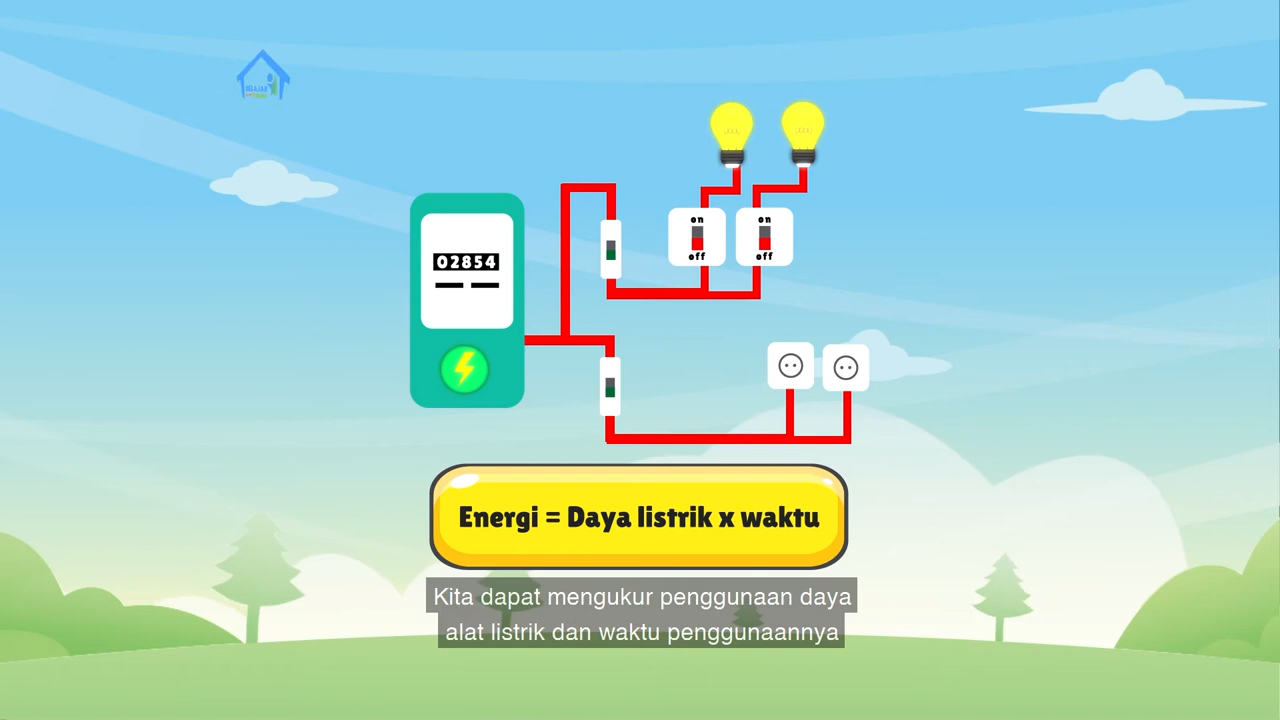 on
on
off
off
02854
Energi = Daya listrik x waktu
Kita dapat mengukur penggunaan daya
alat listrik dan waktu penggunaannya